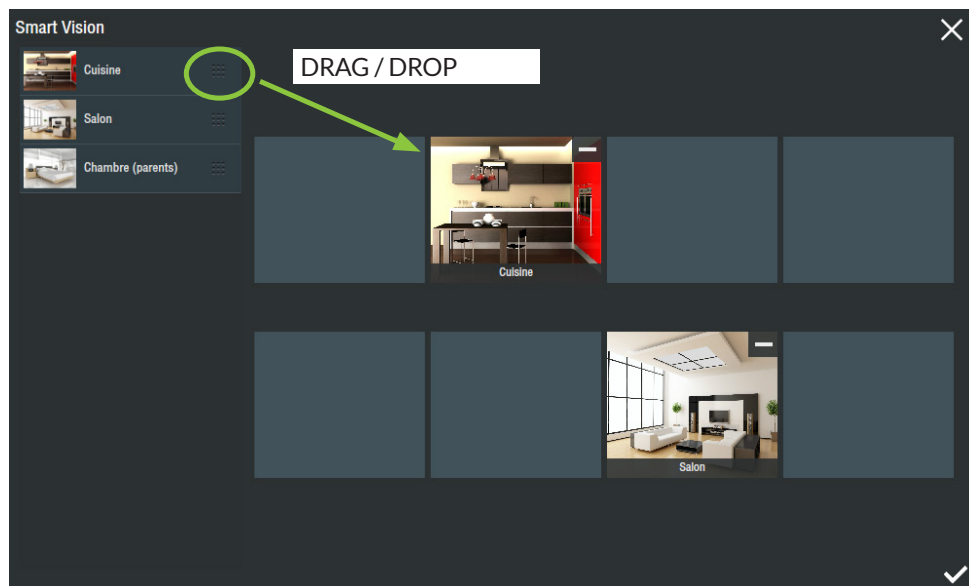 Smart Vision
Cuisine
DRAG / DROP
Salon
Chambre (parents)
Cuisine
Salon